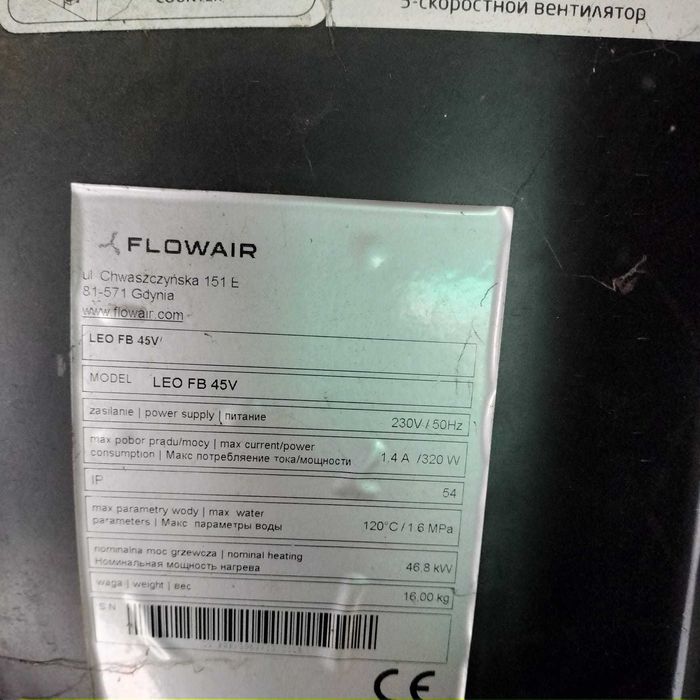 COUNTER
5-скоростной вентилятор
FLOWAIR
ul. Chwaszczyńska 151 E
81-571 Gdynia
www.flowair.com
LEO FB 45V
MODEL LEO FB 45V
zasilanie | power supply | питание 230V / 50Hz
max pobor pradu/mocy | max current/power
consumption | Макс потребление тока/мощности 1.4 A /320 W
IP 54
max parametry wody | max water
parameters | Макс параметры воды 120°C / 1.6 MPa
nominalna moc grzewcza | nominal heating
Номинальная мощность нагрева 46.8 kW
waga | weight | вес 16.00 kg
S N
CE